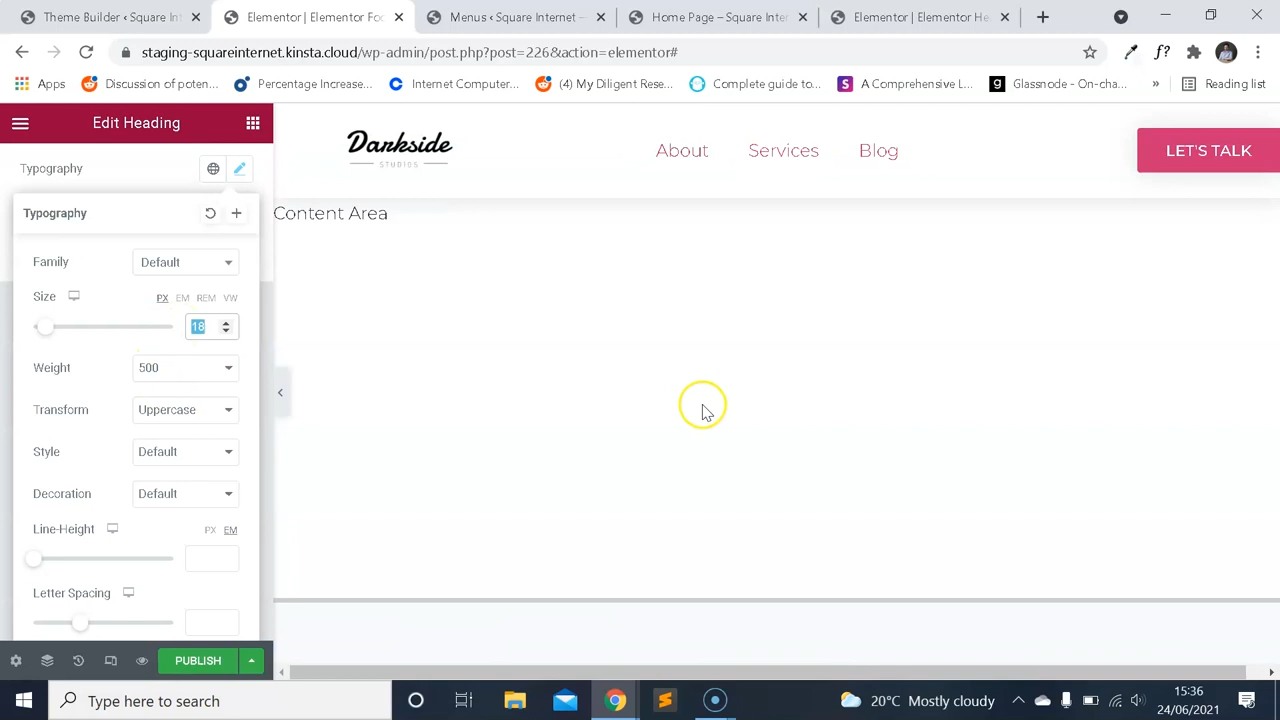 Theme Builder ‹ Square Int
Elementor | Elementor Foo
Menus ‹ Square Internet —
Home Page – Square Inter
Elementor | Elementor He
staging-squareinternet.kinsta.cloud/wp-admin/post.php?post=226&action=elementor#
f?
Apps
Discussion of poten...
Percentage Increase...
Internet Computer...
(4) My Diligent Rese...
Complete guide to...
A Comprehensive L...
Glassnode - On-cha...
»
Reading list
Edit Heading
Darkside
STUDIOS
About
Services
Blog
LET'S TALK
Typography
Typography
Content Area
Family
Default
Size
PX
EM
REM
VW
18
Weight
500
Transform
Uppercase
Style
Default
Decoration
Default
Line-Height
PX
EM
Letter Spacing
PUBLISH
Type here to search
20°C Mostly cloudy
15:36
24/06/2021